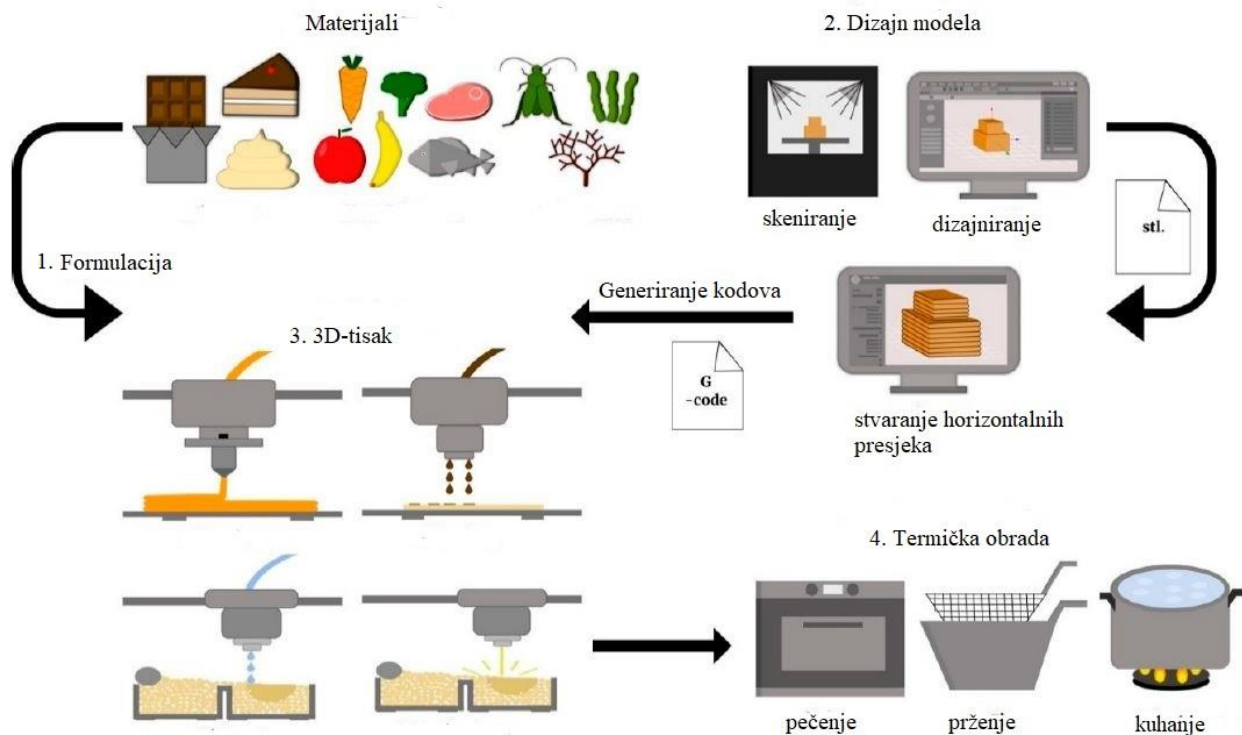 Materijali
1. Formulacija
2. Dizajn modela
skeniranje
dizajniranje
stl.
stvaranje horizontalnih
presjeka
Generiranje kodova
G
-code
3. 3D-tisak
4. Termička obrada
pečenje
prženje
kuhanje